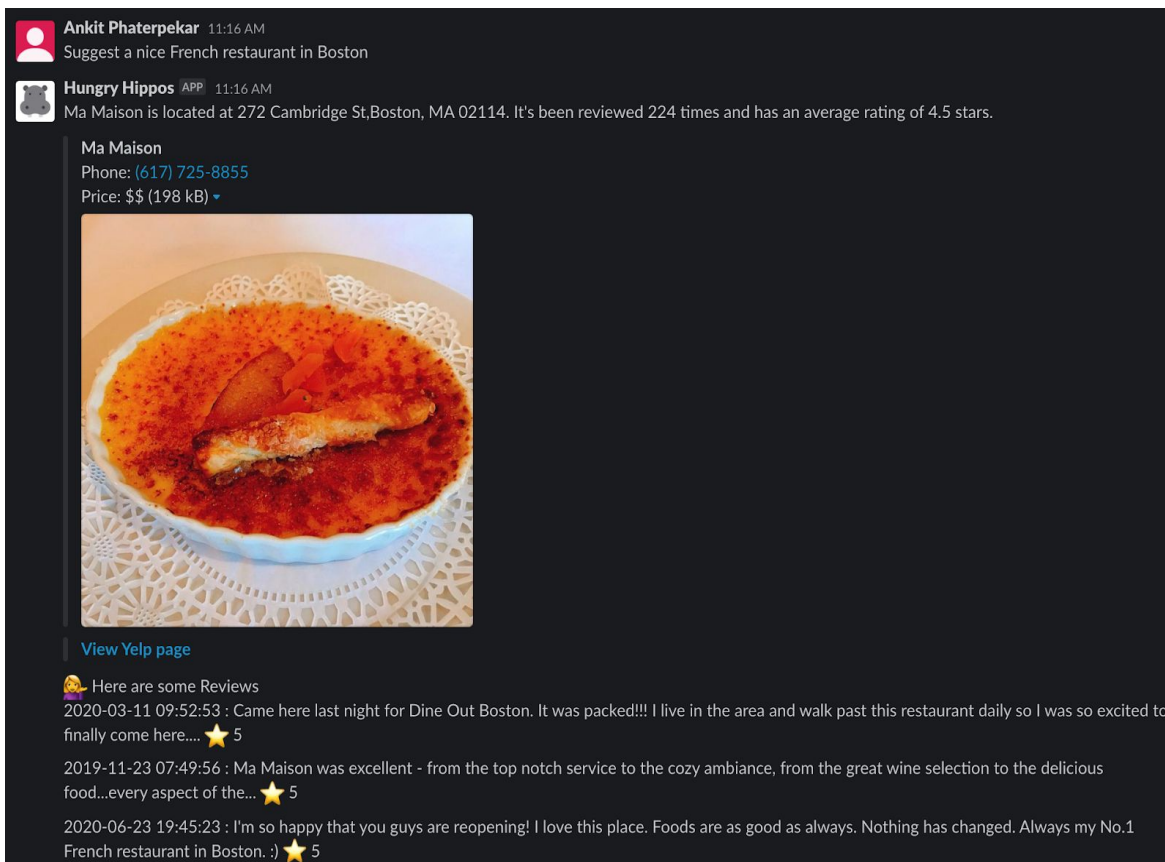 Ankit Phaterpekar 11:16 AM
Suggest a nice French restaurant in Boston
Hungry Hippos APP 11:16 AM
Ma Maison is located at 272 Cambridge St,Boston, MA 02114. It's been reviewed 224 times and has an average rating of 4.5 stars.
Ma Maison
Phone: (617) 725-8855
Price: $$ (198 kB)
View Yelp page
Here are some Reviews
2020-03-11 09:52:53 : Came here last night for Dine Out Boston. It was packed!!! I live in the area and walk past this restaurant daily so I was so excited to
finally come here.... ⭐ 5
2019-11-23 07:49:56 : Ma Maison was excellent - from the top notch service to the cozy ambiance, from the great wine selection to the delicious
food...every aspect of the... ⭐ 5
2020-06-23 19:45:23 : I'm so happy that you guys are reopening! I love this place. Foods are as good as always. Nothing has changed. Always my No.1
French restaurant in Boston. :) ⭐ 5